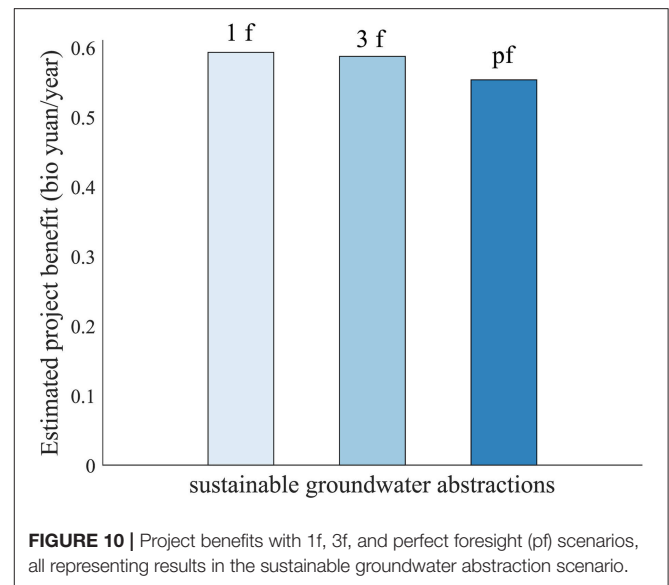 Estimated project benefit (bio yuan/year)
0.6
0.5
0.4
0.3
0.2
0.1
0
1 f
3 f
pf
sustainable groundwater abstractions
FIGURE 10 | Project benefits with 1f, 3f, and perfect foresight (pf) scenarios,
all representing results in the sustainable groundwater abstraction scenario.